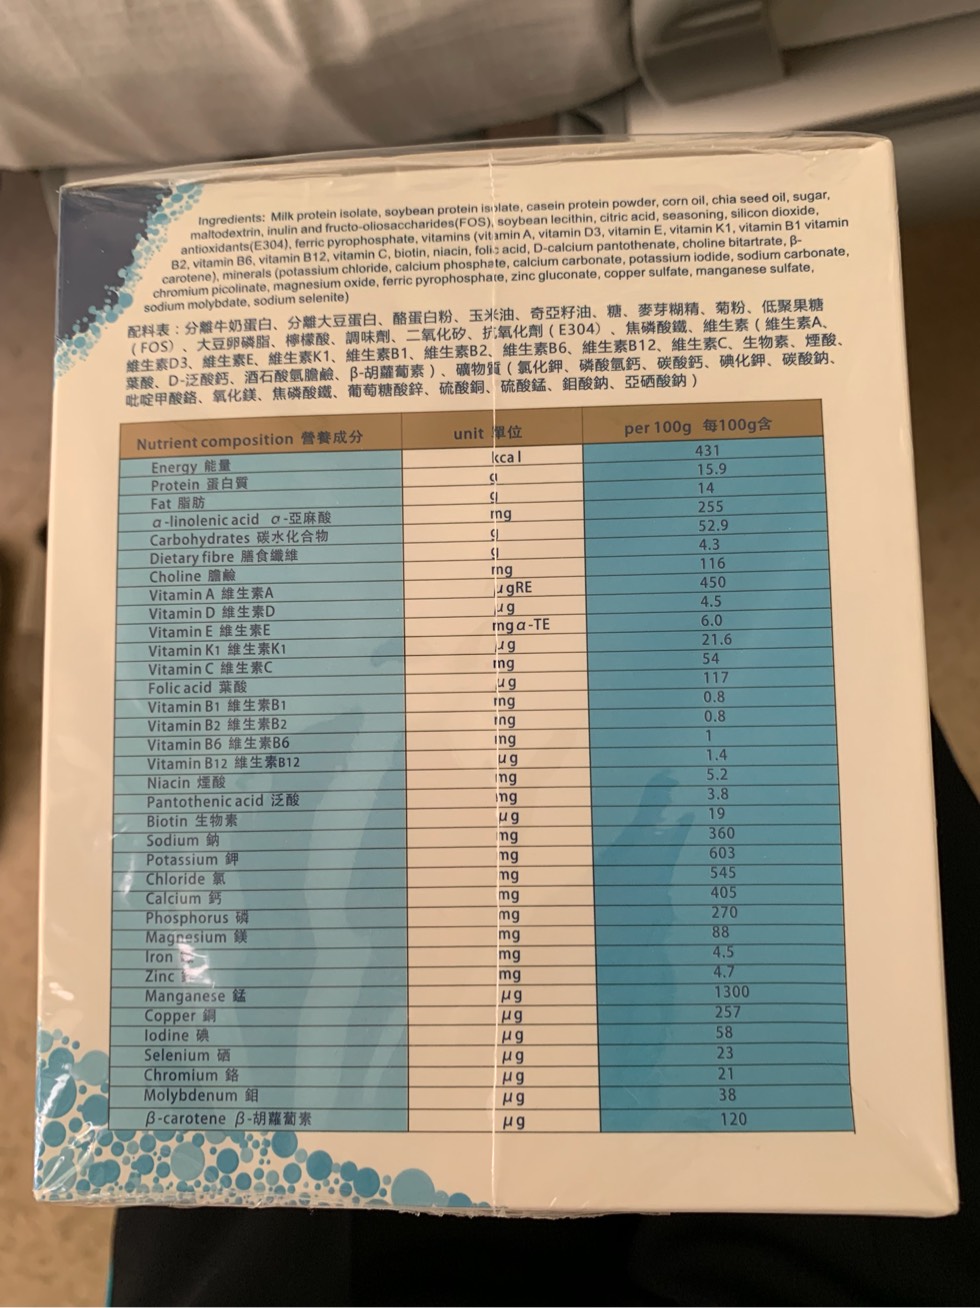 Ingredients: Milk protein isolate, soybean protein isolate, casein protein powder, corn oil, chia seed oil, sugar,
maltodextrin, inulin and fructo-oliosaccharides(FOS), soybean lecithin, citric acid, seasoning, silicon dioxide,
antioxidants(E304), ferric pyrophosphate, vitamins (vitamin A, vitamin D3, vitamin E, vitamin K1, vitamin B1 vitamin
B2, vitamin B6, vitamin B12, vitamin C, biotin, niacin, folic acid, D-calcium pantothenate, choline bitartrate, β-
carotene), minerals (potassium chloride, calcium phosphate, calcium carbonate, potassium iodide, sodium carbonate,
chromium picolinate, magnesium oxide, ferric pyrophosphate, zinc gluconate, copper sulfate, manganese sulfate,
sodium molybdate, sodium selenite)
配料表：分離牛奶蛋白、分離大豆蛋白、酪蛋白粉、玉米油、奇亞籽油、糖、麥芽糊精、菊粉、低聚果糖
（FOS）、大豆卵磷脂、檸檬酸、調味劑、二氧化矽、抗氧化劑（E304）、焦磷酸鐵、維生素（維生素A、
維生素D3、維生素E、維生素K1、維生素B1、維生素B2、維生素B6、維生素B12、維生素C、生物素、煙酸、
葉酸、D-泛酸鈣、酒石酸氫膽鹼、β-胡蘿蔔素）、礦物質（氯化鉀、磷酸氫鈣、碳酸鈣、碘化鉀、碳酸鈉、
吡啶甲酸鉻、氧化鎂、焦磷酸鐵、葡萄糖酸鋅、硫酸銅、硫酸錳、鉬酸鈉、亞硒酸鈉）
Nutrient composition 營養成分 unit 單位 per 100g 每100g含
Energy 能量 kcal 431
Protein 蛋白質 g 15.9
Fat 脂肪 g 14
α-linolenic acid α-亞麻酸 mg 255
Carbohydrates 碳水化合物 g 52.9
Dietary fibre 膳食纖維 g 4.3
Choline 膽鹼 mg 116
Vitamin A 維生素A μgRE 450
Vitamin D 維生素D μg 4.5
Vitamin E 維生素E mgα-TE 6.0
Vitamin K1 維生素K1 μg 21.6
Vitamin C 維生素C mg 54
Folic acid 葉酸 μg 117
Vitamin B1 維生素B1 mg 0.8
Vitamin B2 維生素B2 mg 0.8
Vitamin B6 維生素B6 mg 1
Vitamin B12 維生素B12 μg 1.4
Niacin 煙酸 mg 5.2
Pantothenic acid 泛酸 mg 3.8
Biotin 生物素 μg 19
Sodium 鈉 mg 360
Potassium 鉀 mg 603
Chloride 氯 mg 545
Calcium 鈣 mg 405
Phosphorus 磷 mg 270
Magnesium 鎂 mg 88
Iron mg 4.5
Zinc mg 4.7
Manganese 錳 μg 1300
Copper 銅 μg 257
Iodine 碘 μg 58
Selenium 硒 μg 23
Chromium 鉻 μg 21
Molybdenum 鉬 μg 38
β-carotene β-胡蘿蔔素 μg 120